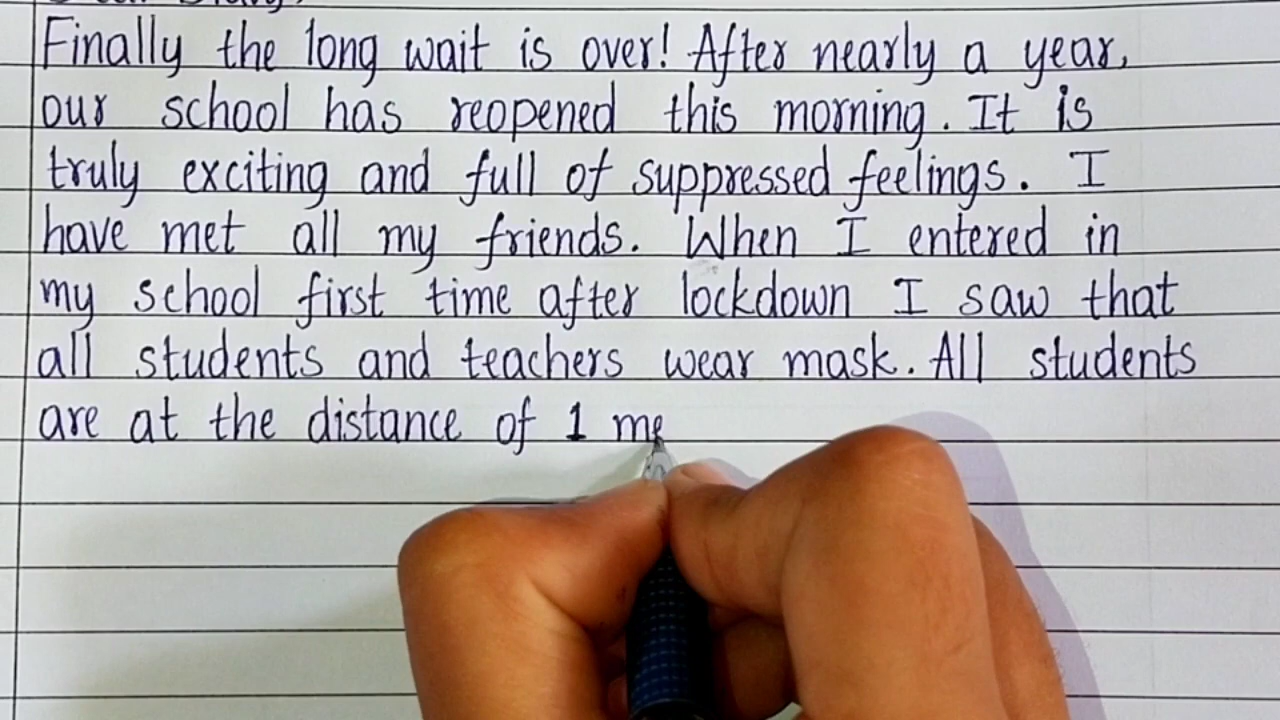 Dear Diary,
Finally the long wait is over! After nearly a year,
our school has reopened this morning. It is
truly exciting and full of suppressed feelings. I
have met all my friends. When I entered in
my school first time after lockdown I saw that
all students and teachers wear mask. All students
are at the distance of 1 me